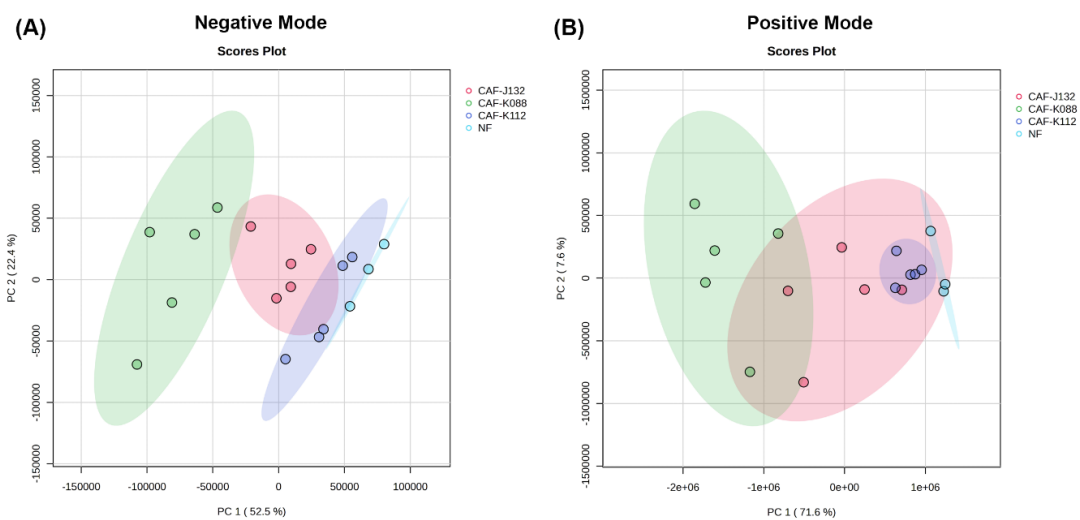 (A)
Negative Mode
Scores Plot
CAF-J132
CAF-K088
CAF-K112
NF
PC 2 ( 22.4 %)
150000
100000
50000
0
-50000
-100000
-150000
-150000
-100000
-50000
0
50000
100000
PC 1 ( 52.5 %)
(B)
Positive Mode
Scores Plot
CAF-J132
CAF-K088
CAF-K112
NF
PC 2 ( 7.6 %)
1500000
1000000
500000
0
-500000
-1000000
-1500000
-2e+06
-1e+06
0e+00
1e+06
PC 1 ( 71.6 %)